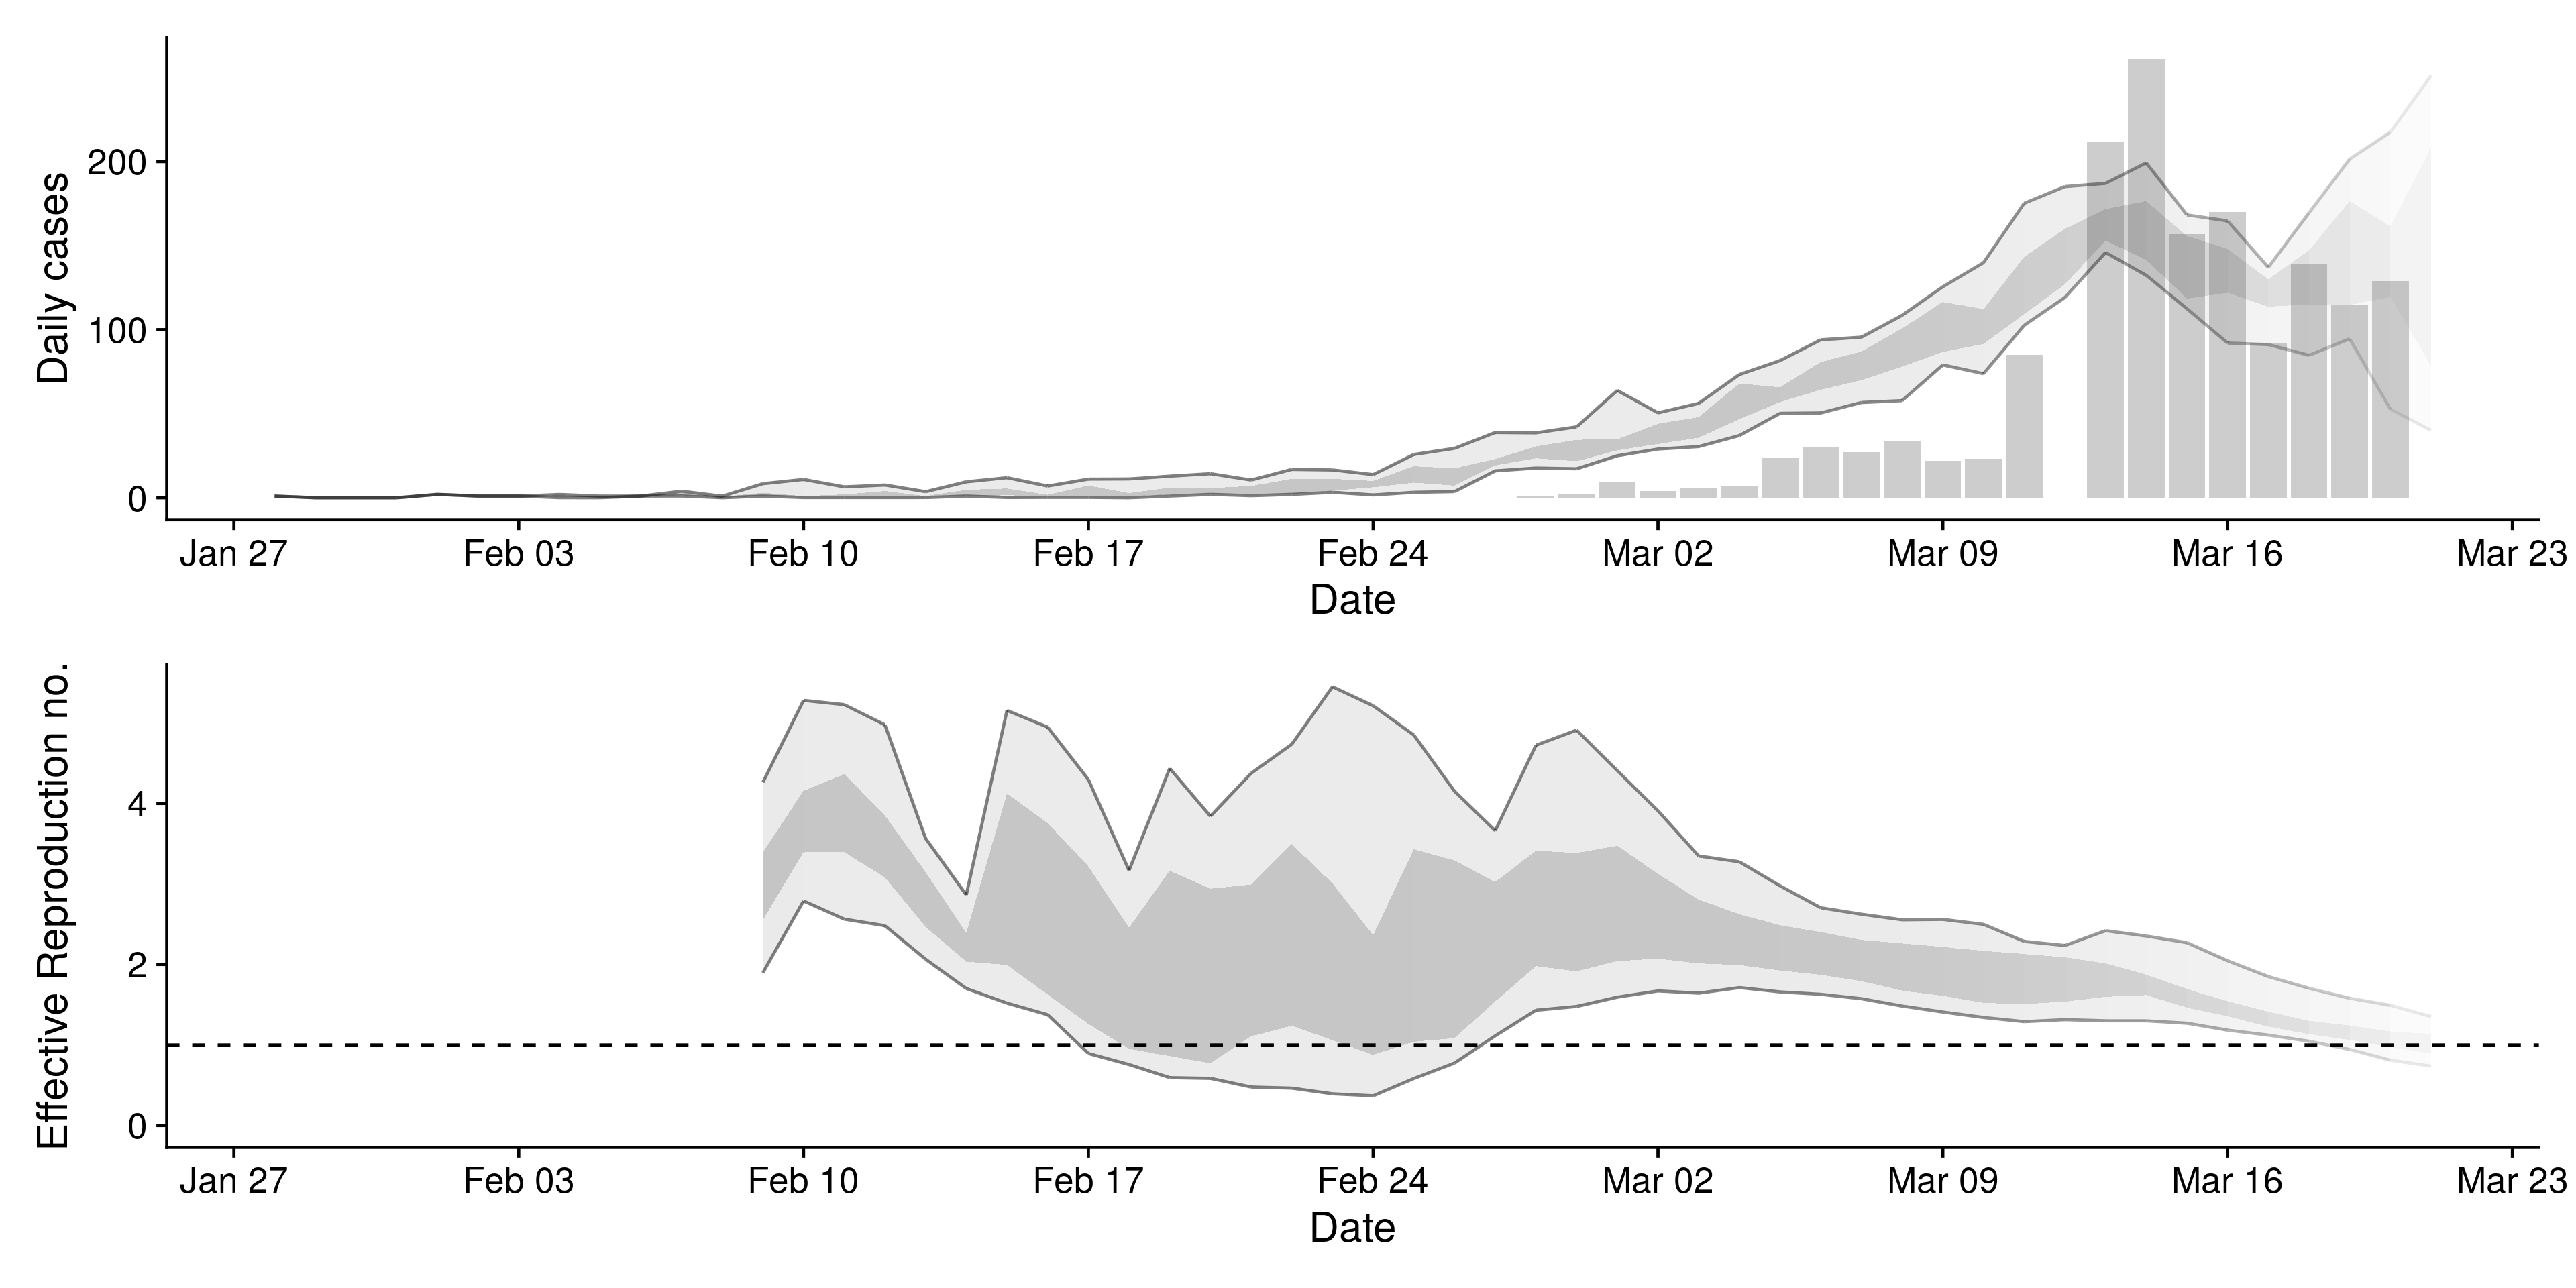 Daily cases
200
100
0
Jan 27 Feb 03 Feb 10 Feb 17 Feb 24 Mar 02 Mar 09 Mar 16 Mar 23
Date
Effective Reproduction no.
4
2
0
Jan 27 Feb 03 Feb 10 Feb 17 Feb 24 Mar 02 Mar 09 Mar 16 Mar 23
Date